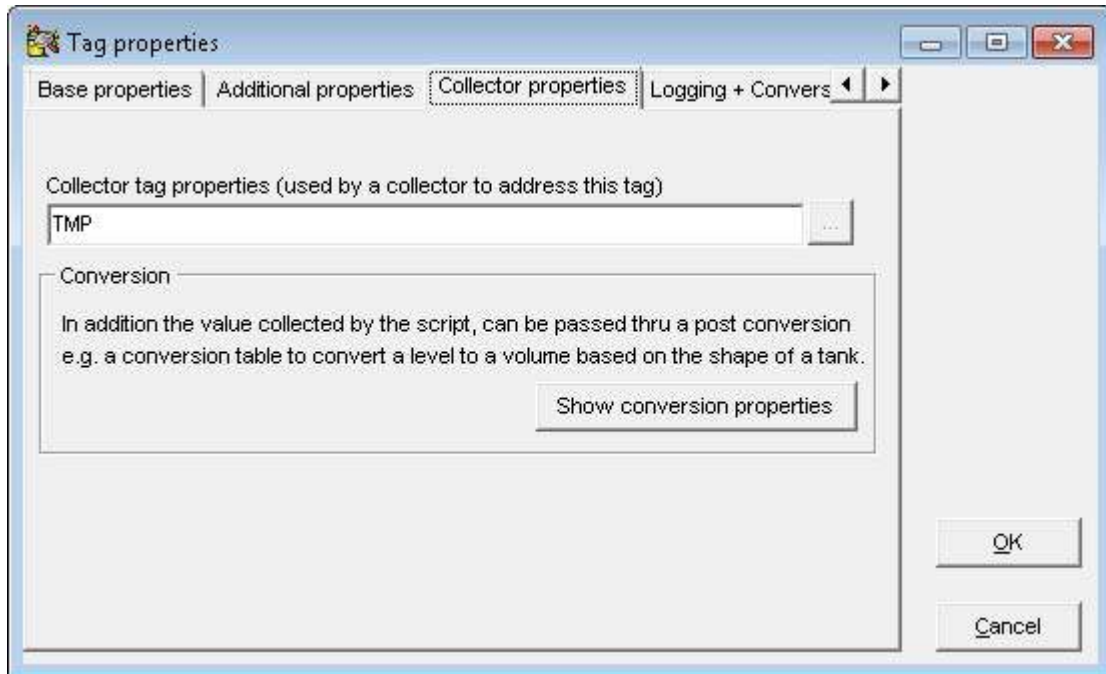 Tag properties
Base properties Additional properties Collector properties Logging + Convers
Collector tag properties (used by a collector to address this tag)
TMP ...
Conversion
In addition the value collected by the script, can be passed thru a post conversion
e.g. a conversion table to convert a level to a volume based on the shape of a tank.
Show conversion properties
OK
Cancel